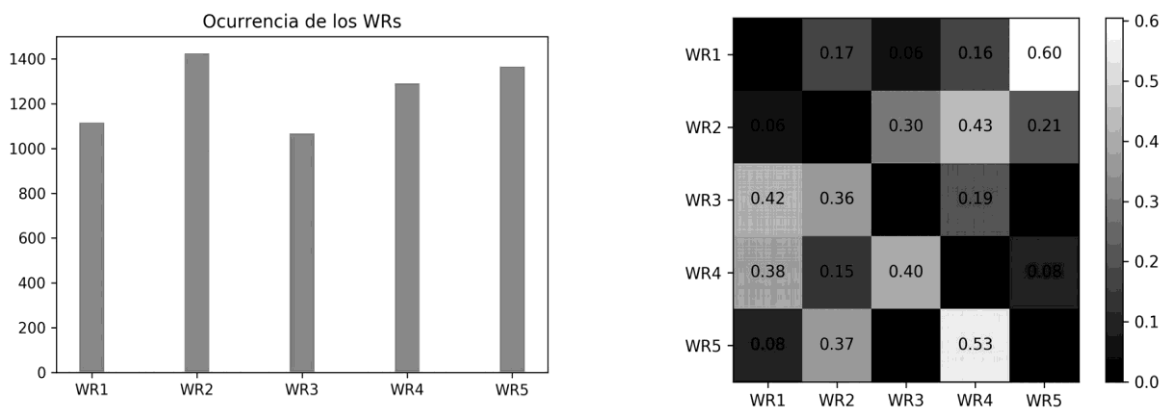 Ocurrencia de los WRs
1400
1200
1000
800
600
400
200
0
WR1 WR2 WR3 WR4 WR5
WR1 0.17 0.06 0.16 0.60
WR2 0.06 0.30 0.43 0.21
WR3 0.42 0.36 0.19
WR4 0.38 0.15 0.40 0.08
WR5 0.08 0.37 0.53
WR1 WR2 WR3 WR4 WR5
0.6
0.5
0.4
0.3
0.2
0.1
0.0